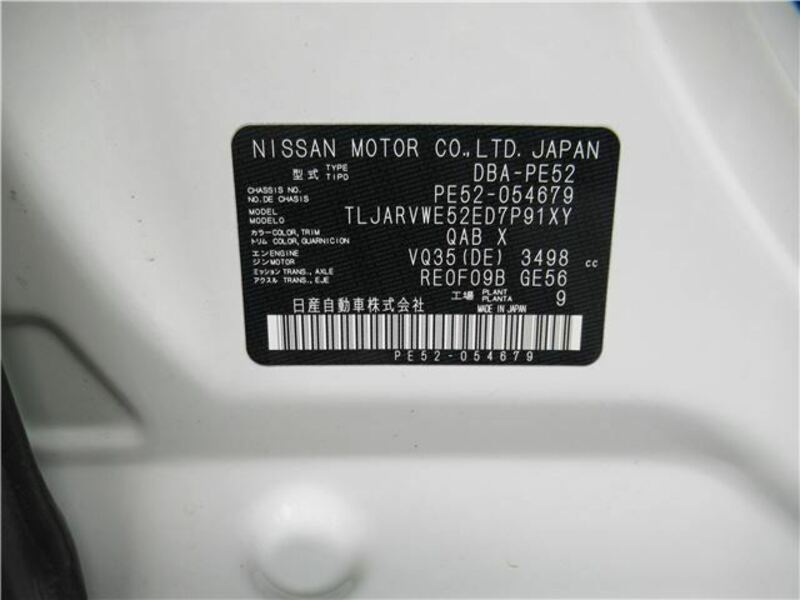 NISSAN MOTOR CO.,LTD. JAPAN
型式 TYPE TIPO DBA-PE52
CHASSIS NO. NO.DE CHASIS PE52-054679
MODEL MODELO TLJARVWE52ED7P91XY
カラー COLOR, TRIM トリム COLOR, GUARNICION QAB X
エンジン ENGINE MOTOR VQ35(DE) 3498 cc
ミッション TRANS., AXLE アクスル TRANS., EJE RE0F09B GE56
工場 PLANT PLANTA 9
日産自動車株式会社 MADE IN JAPAN
PE52-054679